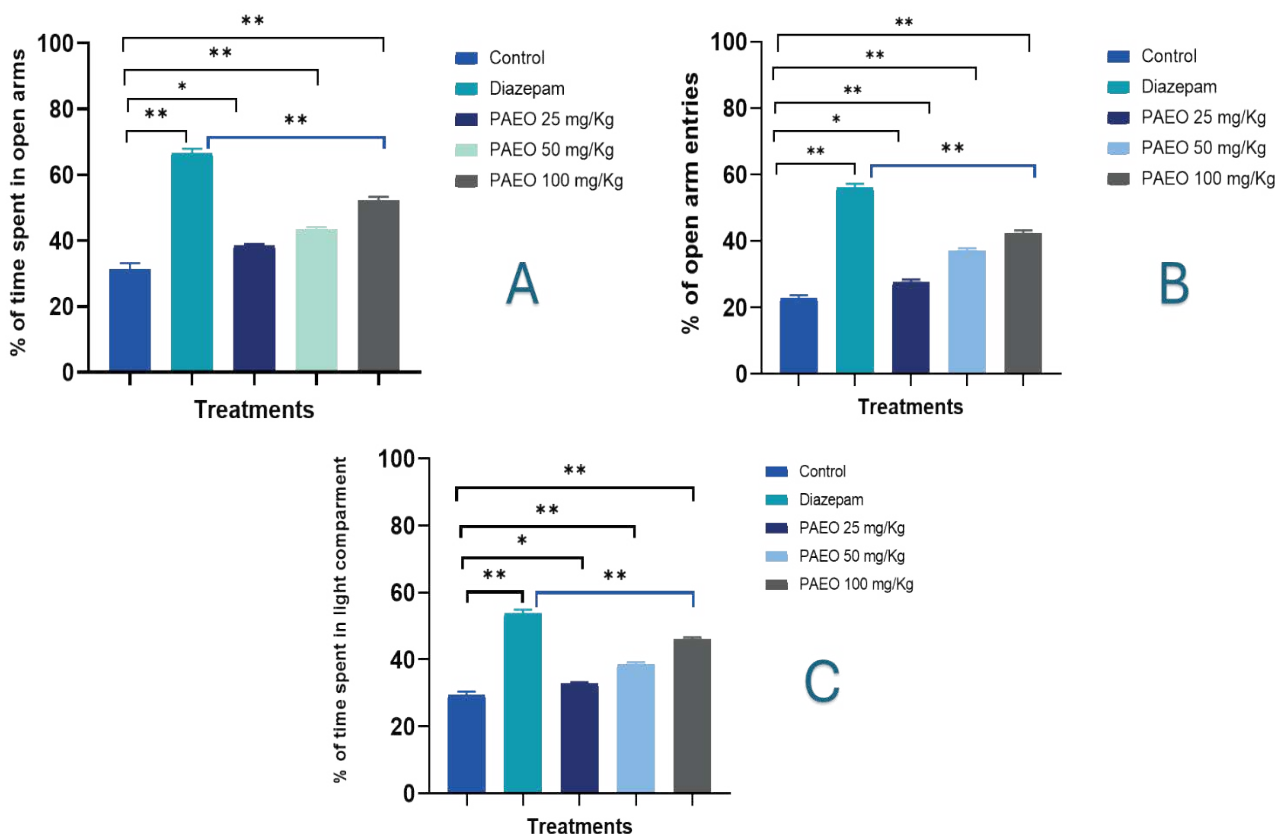 % of time spent in open arms
100
80
60
40
20
0
**
**
*
**
**
Treatments
Control
Diazepam
PAEO 25 mg/Kg
PAEO 50 mg/Kg
PAEO 100 mg/Kg
A
% of open arm entries
100
80
60
40
20
0
**
**
**
*
**
**
Treatments
Control
Diazepam
PAEO 25 mg/Kg
PAEO 50 mg/Kg
PAEO 100 mg/Kg
B
% of time spent in light comparment
100
80
60
40
20
0
**
**
*
**
**
Treatments
Control
Diazepam
PAEO 25 mg/Kg
PAEO 50 mg/Kg
PAEO 100 mg/Kg
C